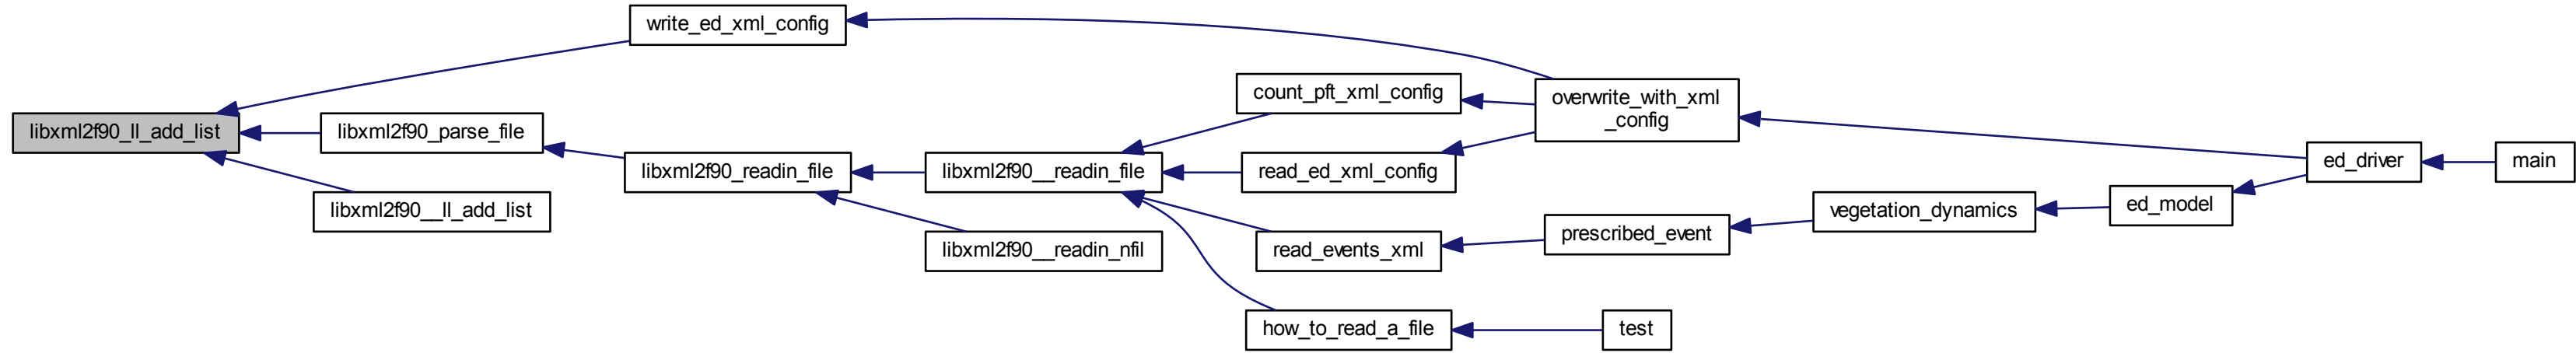 write_ed_xml_config
count_pft_xml_config
overwrite_with_xml
_config
libxml2f90_ll_add_list
libxml2f90_parse_file
libxml2f90_readin_file
libxml2f90__readin_file
read_ed_xml_config
ed_driver
main
libxml2f90__ll_add_list
libxml2f90__readin_nfil
read_events_xml
prescribed_event
vegetation_dynamics
ed_model
how_to_read_a_file
test